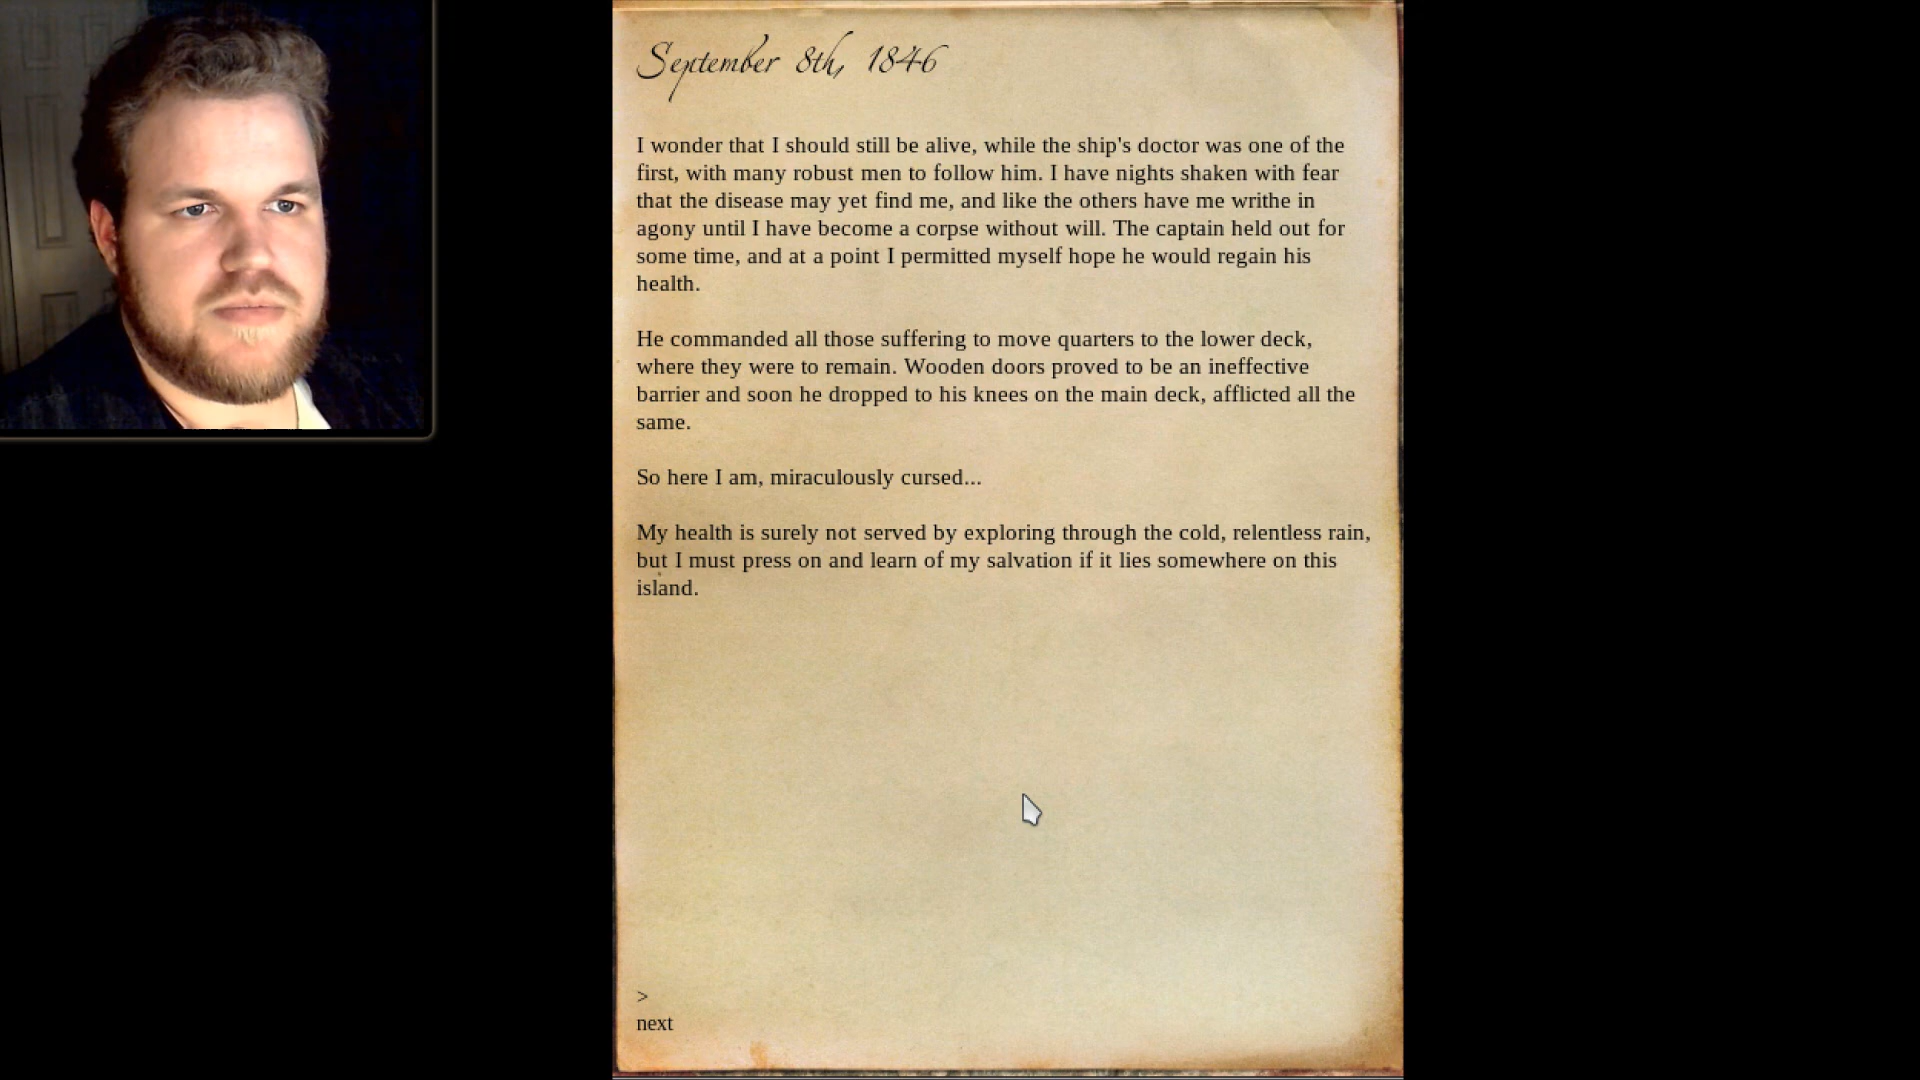 September 8th, 1846
I wonder that I should still be alive, while the ship's doctor was one of the
first, with many robust men to follow him. I have nights shaken with fear
that the disease may yet find me, and like the others have me writhe in
agony until I have become a corpse without will. The captain held out for
some time, and at a point I permitted myself hope he would regain his
health.
He commanded all those suffering to move quarters to the lower deck,
where they were to remain. Wooden doors proved to be an ineffective
barrier and soon he dropped to his knees on the main deck, afflicted all the
same.
So here I am, miraculously cursed...
My health is surely not served by exploring through the cold, relentless rain,
but I must press on and learn of my salvation if it lies somewhere on this
island.
>
next